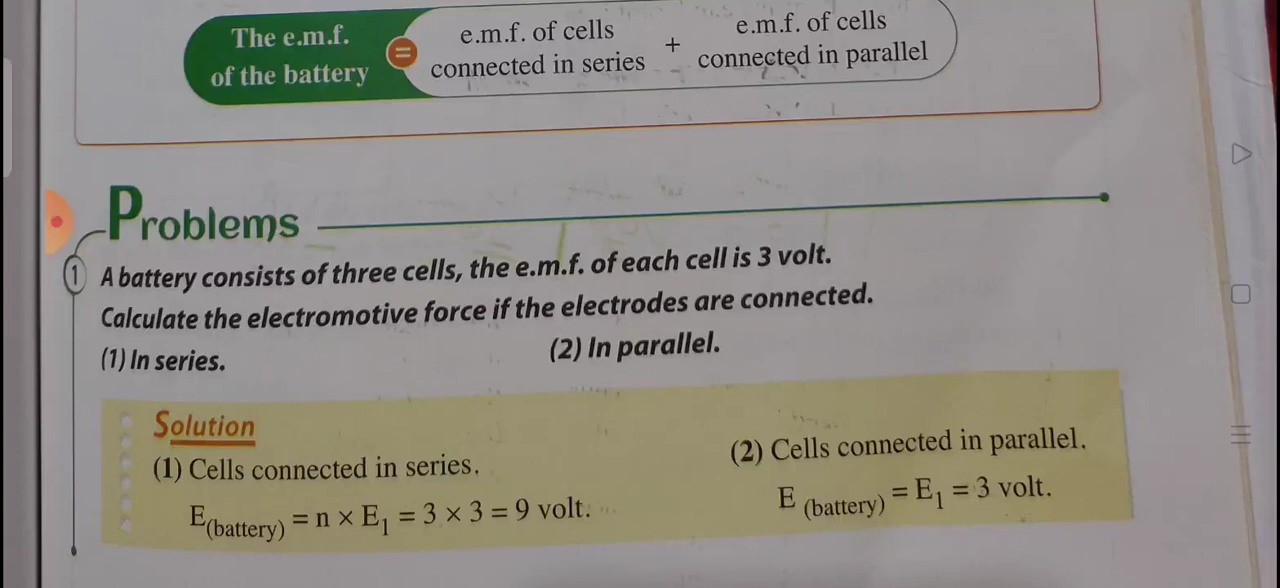 The e.m.f.
of the battery
=
e.m.f. of cells
connected in series
+
e.m.f. of cells
connected in parallel
Problems
1 A battery consists of three cells, the e.m.f. of each cell is 3 volt.
Calculate the electromotive force if the electrodes are connected.
(1) In series.
(2) In parallel.
Solution
(1) Cells connected in series.
E(battery) = n × E1 = 3 × 3 = 9 volt.
(2) Cells connected in parallel.
E (battery) = E1 = 3 volt.